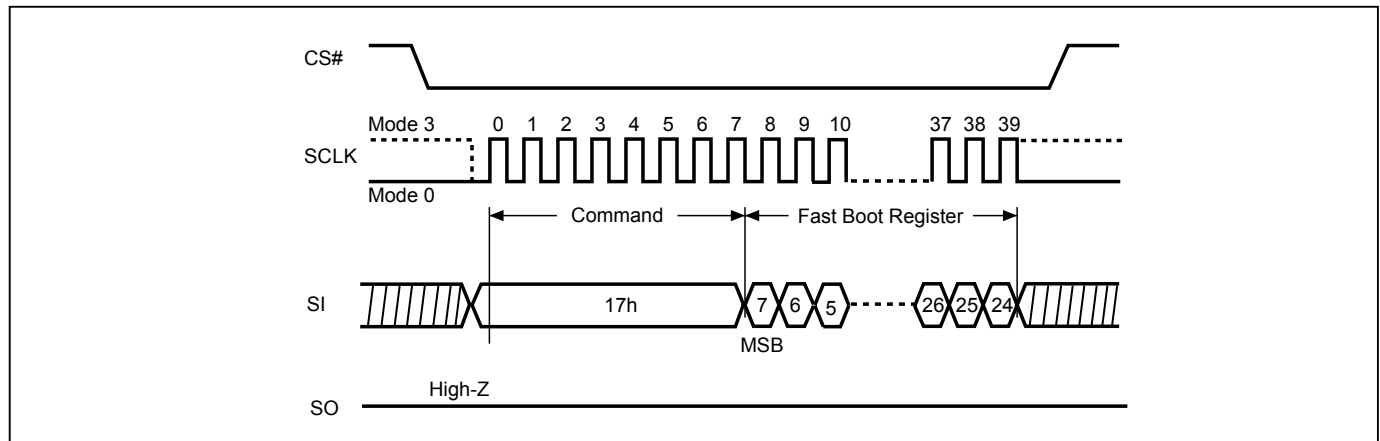 CS#
Mode 3 0 1 2 3 4 5 6 7 8 9 10 37 38 39
SCLK
Mode 0
Command Fast Boot Register
SI 17h 7 6 5 26 25 24
MSB
High-Z
SO